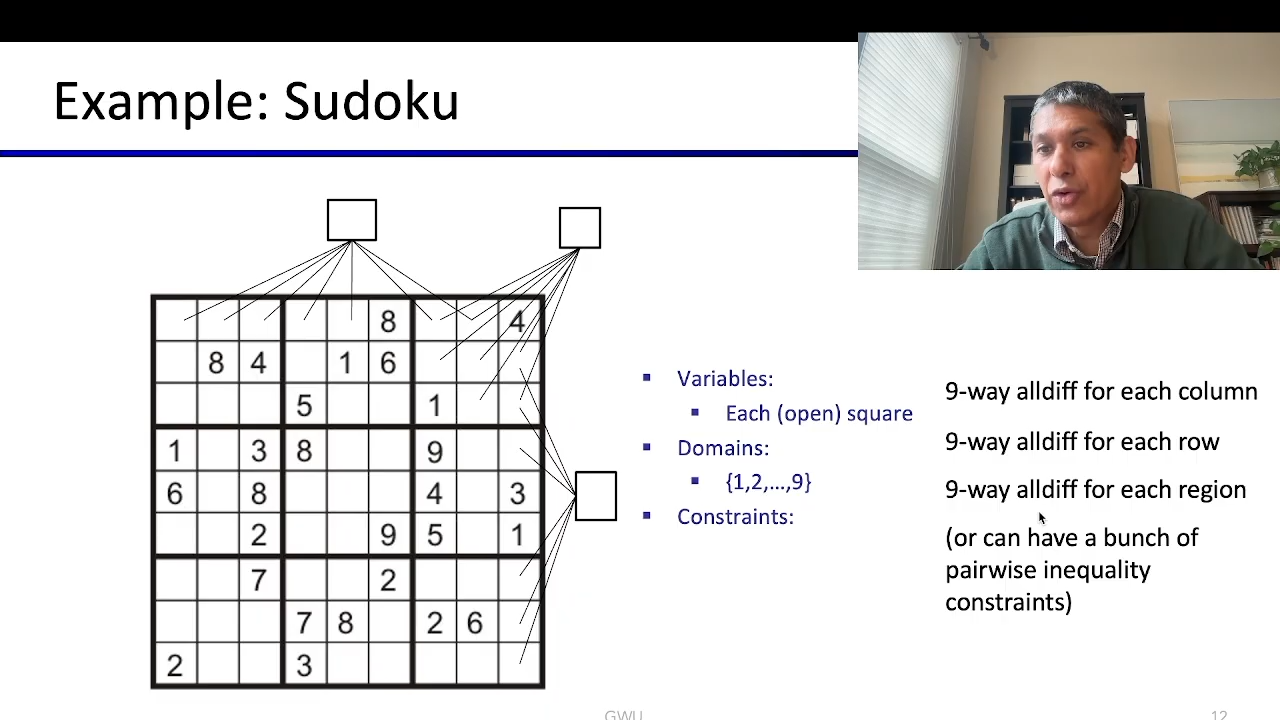 Example: Sudoku
8 4
8 4 1 6
5 1
1 3 8 9
6 8 4 3
2 9 5 1
7 2
7 8 2 6
2 3
▪ Variables:
▪ Each (open) square
▪ Domains:
▪ {1,2,...,9}
▪ Constraints:
9-way alldiff for each column
9-way alldiff for each row
9-way alldiff for each region
(or can have a bunch of
pairwise inequality
constraints)
GWU
12